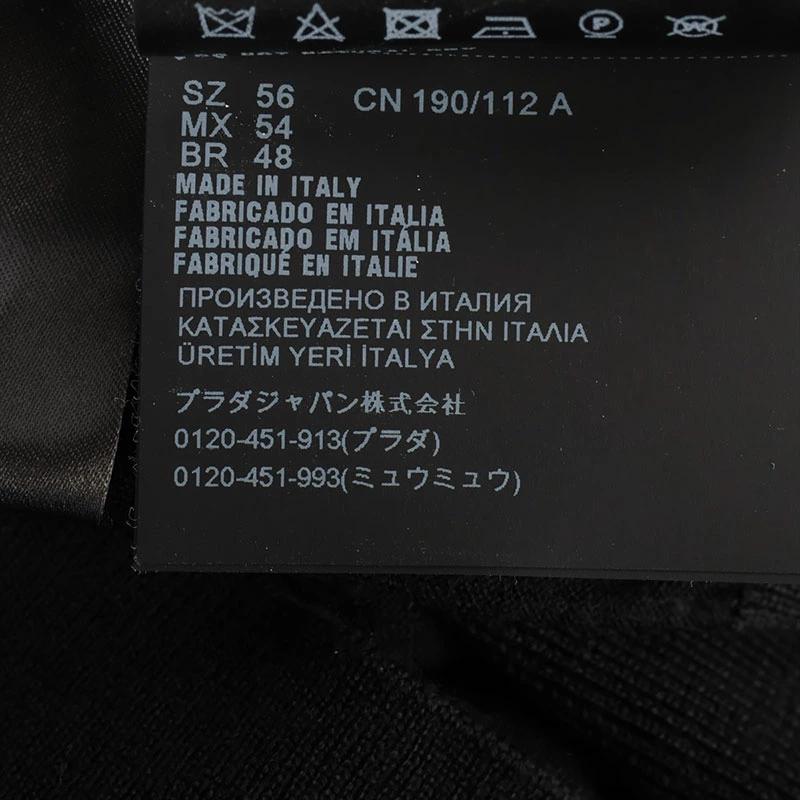 SZ 56 CN 190/112 A
MX 54
BR 48
MADE IN ITALY
FABRICADO EN ITALIA
FABRICADO EM ITÁLIA
FABRIQUÉ EN ITALIE
ПРОИЗВЕДЕНО В ИТАЛИЯ
ΚΑΤΑΣΚΕΥΑΖΕΤΑΙ ΣΤΗΝ ΙΤΑΛΙΑ
ÜRETİM YERİ İTALYA
プラダジャパン株式会社
0120-451-913(プラダ)
0120-451-993(ミュウミュウ)